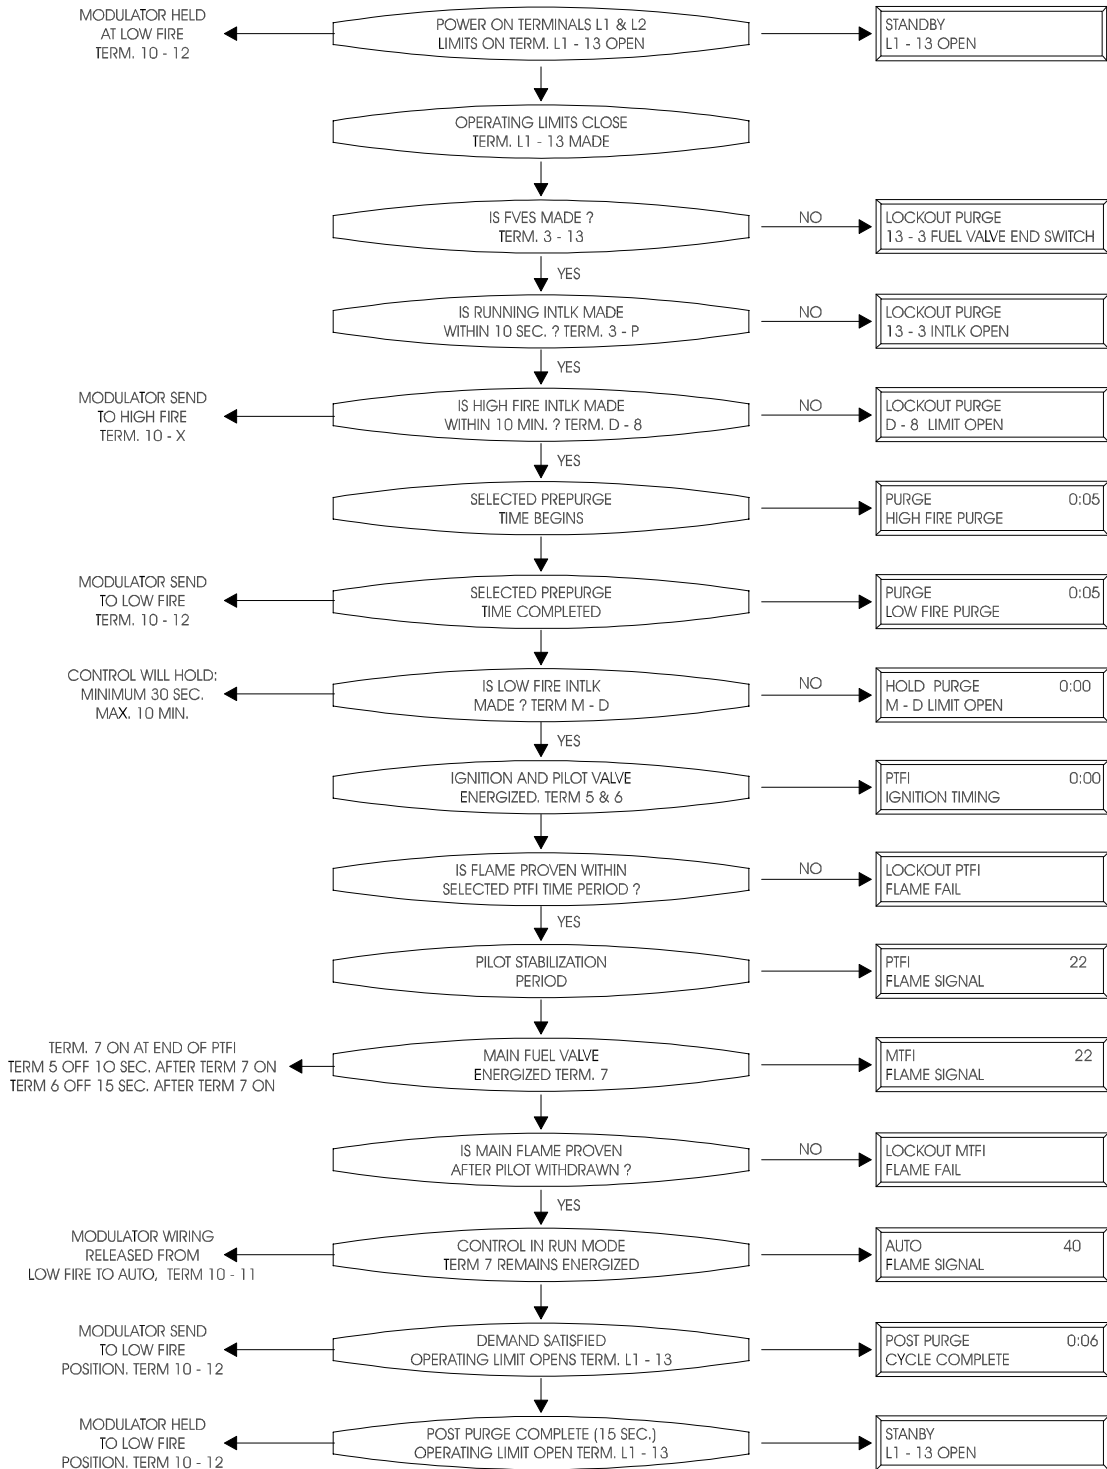 MODULATOR HELD
AT LOW FIRE
TERM. 10 - 12
POWER ON TERMINALS L1 & L2
LIMITS ON TERM. L1 - 13 OPEN
STANDBY
L1 - 13 OPEN
OPERATING LIMITS CLOSE
TERM. L1 - 13 MADE
IS FVES MADE ?
TERM. 3 - 13
NO
LOCKOUT PURGE
13 - 3 FUEL VALVE END SWITCH
YES
IS RUNNING INTLK MADE
WITHIN 10 SEC. ? TERM. 3 - P
NO
LOCKOUT PURGE
13 - 3 INTLK OPEN
YES
MODULATOR SEND
TO HIGH FIRE
TERM. 10 - X
IS HIGH FIRE INTLK MADE
WITHIN 10 MIN. ? TERM. D - 8
NO
LOCKOUT PURGE
D - 8 LIMIT OPEN
YES
SELECTED PREPURGE
TIME BEGINS
PURGE 0:05
HIGH FIRE PURGE
MODULATOR SEND
TO LOW FIRE
TERM. 10 - 12
SELECTED PREPURGE
TIME COMPLETED
PURGE 0:05
LOW FIRE PURGE
CONTROL WILL HOLD:
MINIMUM 30 SEC.
MAX. 10 MIN.
IS LOW FIRE INTLK
MADE ? TERM M - D
NO
HOLD PURGE 0:00
M - D LIMIT OPEN
YES
IGNITION AND PILOT VALVE
ENERGIZED. TERM 5 & 6
PTFI 0:00
IGNITION TIMING
IS FLAME PROVEN WITHIN
SELECTED PTFI TIME PERIOD ?
NO
LOCKOUT PTFI
FLAME FAIL
YES
PILOT STABILIZATION
PERIOD
PTFI 22
FLAME SIGNAL
TERM. 7 ON AT END OF PTFI
TERM 5 OFF 10 SEC. AFTER TERM 7 ON
TERM 6 OFF 15 SEC. AFTER TERM 7 ON
MAIN FUEL VALVE
ENERGIZED TERM. 7
MTFI 22
FLAME SIGNAL
IS MAIN FLAME PROVEN
AFTER PILOT WITHDRAWN ?
NO
LOCKOUT MTFI
FLAME FAIL
YES
MODULATOR WIRING
RELEASED FROM
LOW FIRE TO AUTO, TERM 10 - 11
CONTROL IN RUN MODE
TERM 7 REMAINS ENERGIZED
AUTO 40
FLAME SIGNAL
MODULATOR SEND
TO LOW FIRE
POSITION. TERM 10 - 12
DEMAND SATISFIED
OPERATING LIMIT OPENS TERM. L1 - 13
POST PURGE 0:06
CYCLE COMPLETE
MODULATOR HELD
TO LOW FIRE
POSITION. TERM 10 - 12
POST PURGE COMPLETE (15 SEC.)
OPERATING LIMIT OPEN TERM. L1 - 13
STANBY
L1 - 13 OPEN